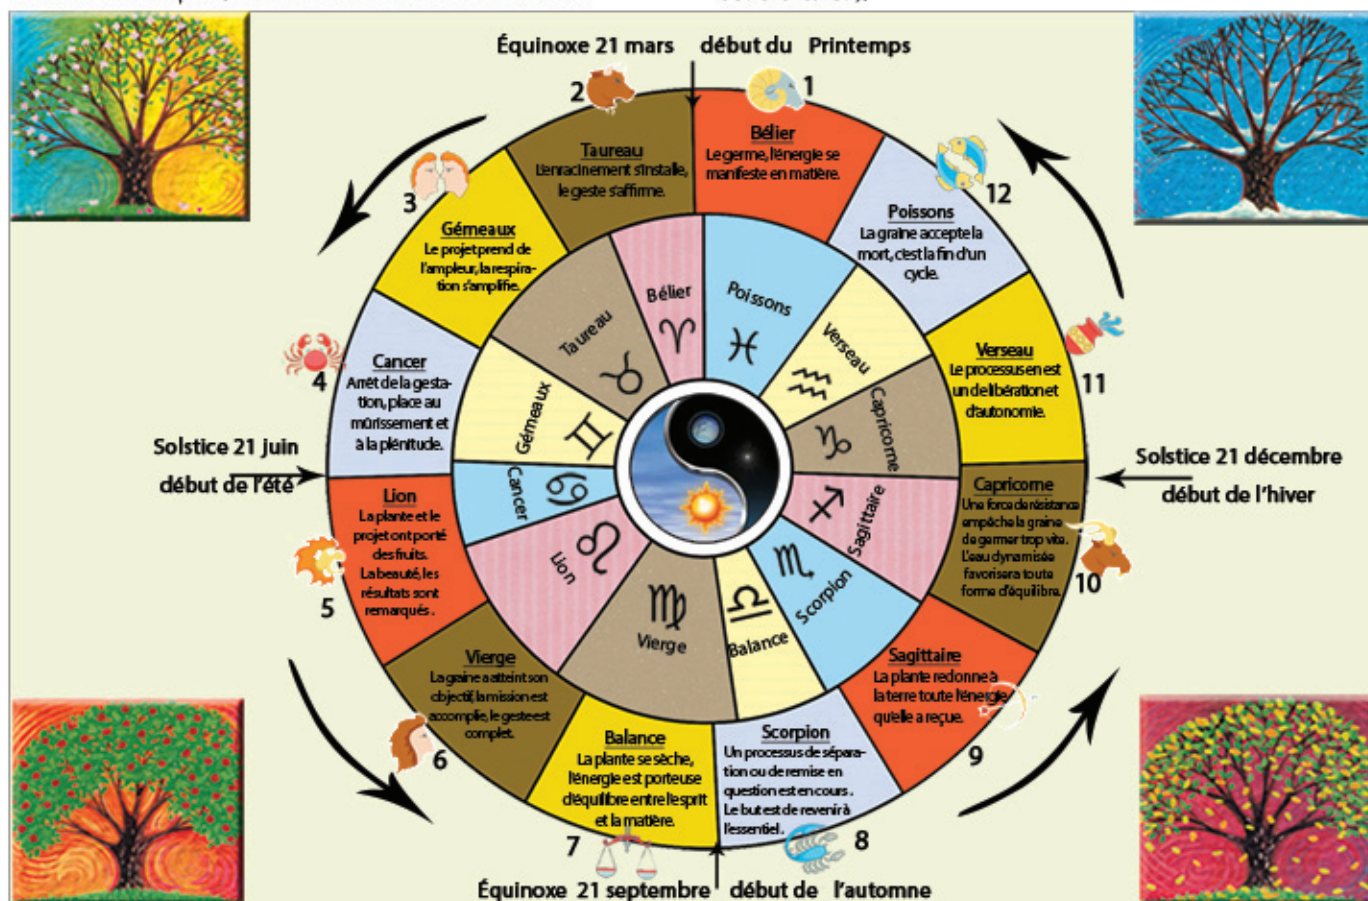 Équinoxe 21 mars début du Printemps
1
Bélier
Le germe, l'énergie se
manifeste en matière.
2
Taureau
L'enracinement s'installe,
le geste s'affirme.
3
Gémeaux
Le projet prend de
l'ampleur, la respira-
tion s'amplifie.
4
Cancer
Arrêt de la gesta-
tion, place au
mûrissement et
à la plénitude.
Solstice 21 juin
début de l'été
5
Lion
La plante et le
projet ont porté
des fruits.
La beauté, les
résultats sont
remarqués .
6
Vierge
La graine a atteint son
objectif, la mission est
accomplie, le geste est
complet.
7
Balance
La plante se sèche,
l'énergie est porteuse
d'équilibre entre l'esprit
et la matière.
Équinoxe 21 septembre début de l'automne
8
Scorpion
Un processus de sépara-
tion ou de remise en
question est en cours .
Le but est de revenir à
l'essentiel .
9
Sagittaire
La plante redonne à
la terre toute l'énergie
qu'elle a reçue.
10
Capricorne
Une force de résistance
empêche la graine
de germer trop vite.
L'eau dynamisée
favorisera toute
forme d'équilibre.
Solstice 21 décembre
début de l'hiver
11
Verseau
Le processus en est
un de libération et
d'autonomie.
12
Poissons
La graine accepte la
mort, c'est la fin d'un
cycle.
Bélier
♈
Taureau
♉
Gémeaux
♊
Cancer
♋
Lion
♌
Vierge
♍
Balance
♎
Scorpion
♏
Sagittaire
♐
Capricorne
♑
Verseau
♒
Poissons
♓